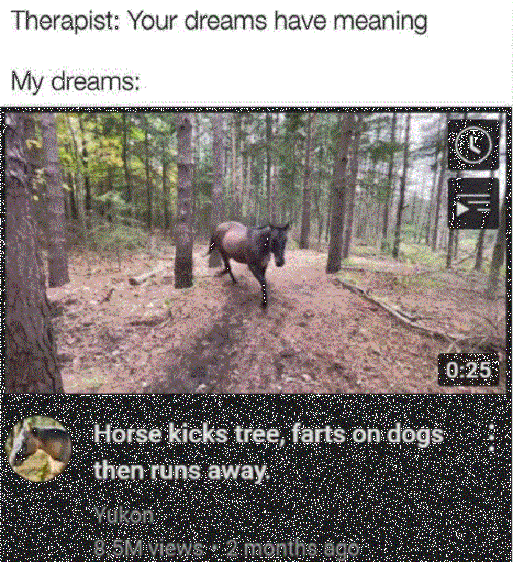 Therapist: Your dreams have meaning
My dreams:
0:25
Horse kicks tree, farts on dogs
then runs away.
Yukon
8.5M views • 2 months ago